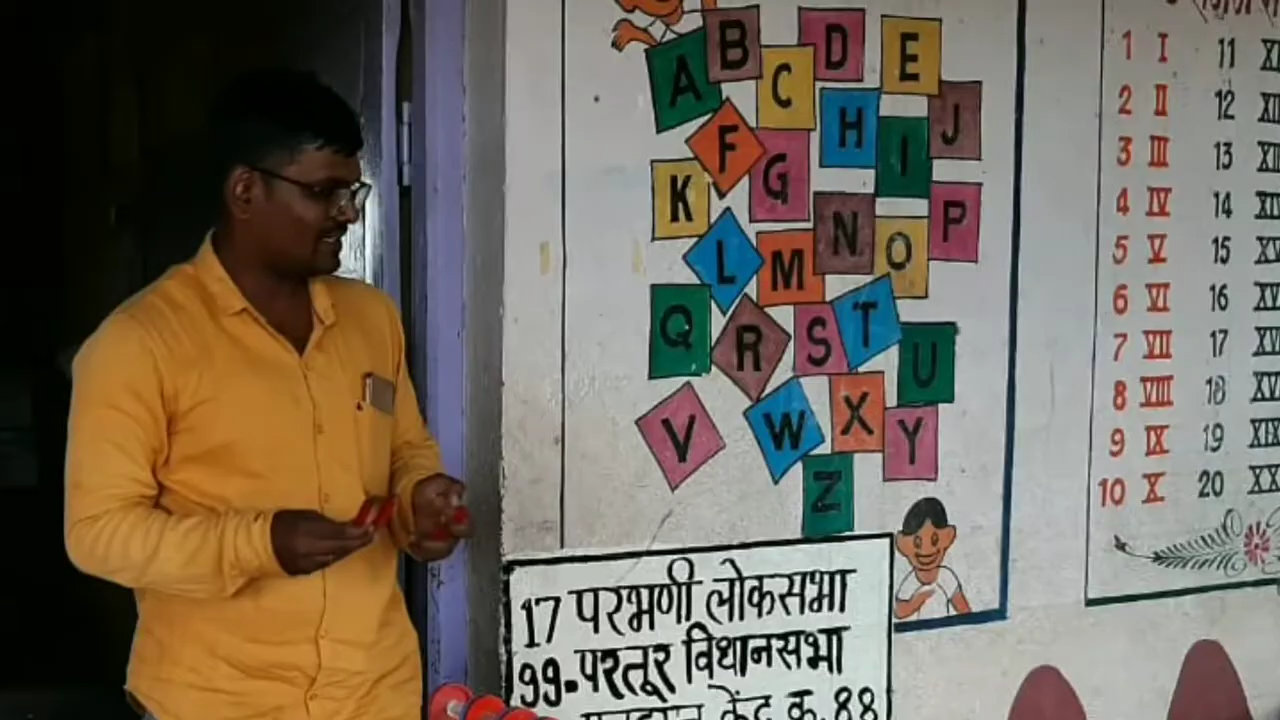 A B C D E
F G H I J
K L M N O P
Q R S T U
V W X Y
Z
1 I 11
2 II 12
3 III 13
4 IV 14
5 V 15
6 VI 16
7 VII 17
8 VIII 18
9 IX 19
10 X 20
17 परभणी लोकसभा
99-परतूर विधानसभा
केंद्र क्र. 88